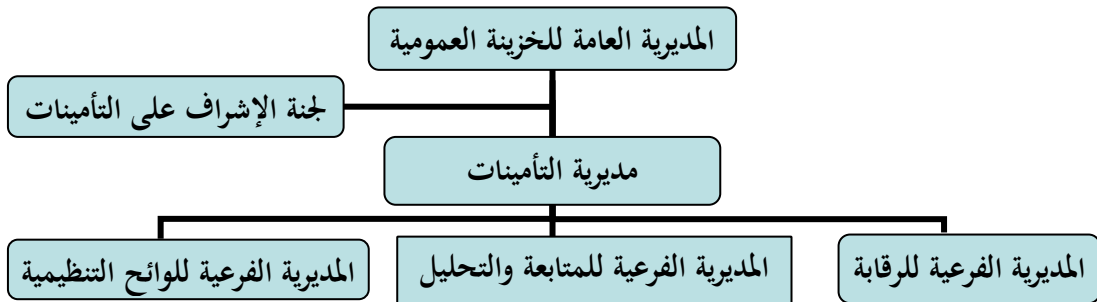 المديرية العامة للخزينة العمومية
لجنة الإشراف على التأمينات
مديرية التأمينات
المديرية الفرعية للرقابة
المديرية الفرعية للمتابعة والتحليل
المديرية الفرعية للوائح التنظيمية